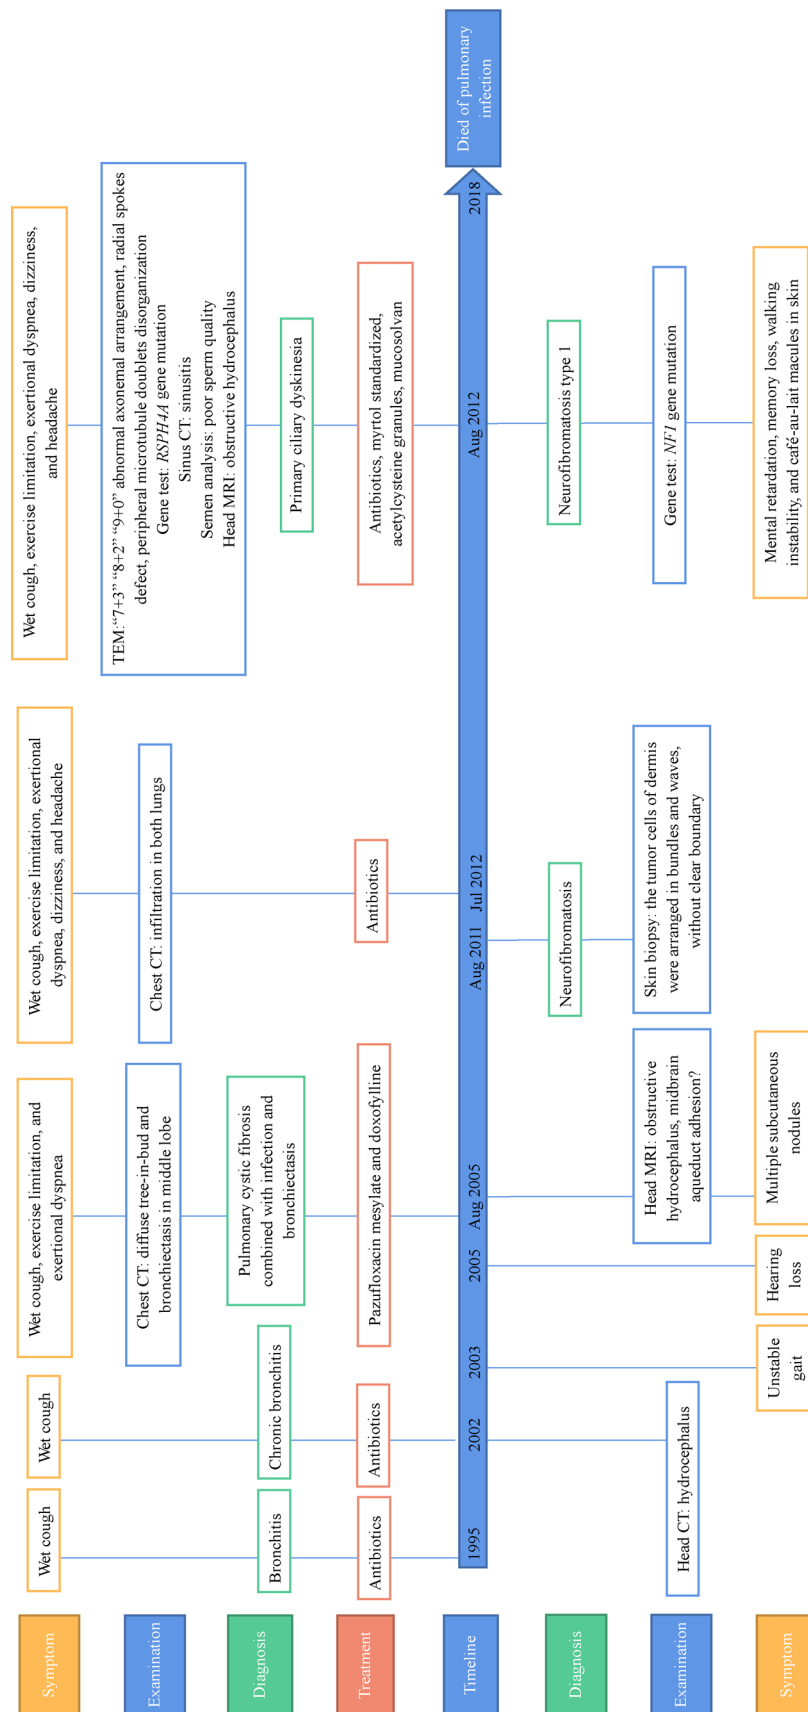 Symptom
Wet cough
Wet cough
Wet cough, exercise limitation, and
exertional dyspnea
Wet cough, exercise limitation, exertional
dyspnea, dizziness, and headache
Wet cough, exercise limitation, exertional dyspnea, dizziness,
and headache
Examination
Chest CT: diffuse tree-in-bud and
bronchiectasis in middle lobe
Chest CT: infiltration in both lungs
TEM:“7+3” “8+2” “9+0” abnormal axonemal arrangement, radial spokes
defect, peripheral microtubule doublets disorganization
Gene test: RSPH4A gene mutation
Sinus CT: sinusitis
Semen analysis: poor sperm quality
Head MRI: obstructive hydrocephalus
Diagnosis
Bronchitis
Chronic bronchitis
Pulmonary cystic fibrosis
combined with infection and
bronchiectasis
Primary ciliary dyskinesia
Treatment
Antibiotics
Antibiotics
Pazufloxacin mesylate and doxofylline
Antibiotics
Antibiotics, myrtol standardized,
acetylcysteine granules, mucosolvan
Timeline
1995
2002
2003
2005
Aug 2005
Aug 2011
Jul 2012
Aug 2012
2018
Died of pulmonary
infection
Diagnosis
Neurofibromatosis
Neurofibromatosis type 1
Examination
Head CT: hydrocephalus
Head MRI: obstructive
hydrocephalus, midbrain
aqueduct adhesion?
Skin biopsy: the tumor cells of dermis
were arranged in bundles and waves,
without clear boundary
Gene test: NF1 gene mutation
Symptom
Unstable
gait
Hearing
loss
Multiple subcutaneous
nodules
Mental retardation, memory loss, walking
instability, and café-au-lait macules in skin